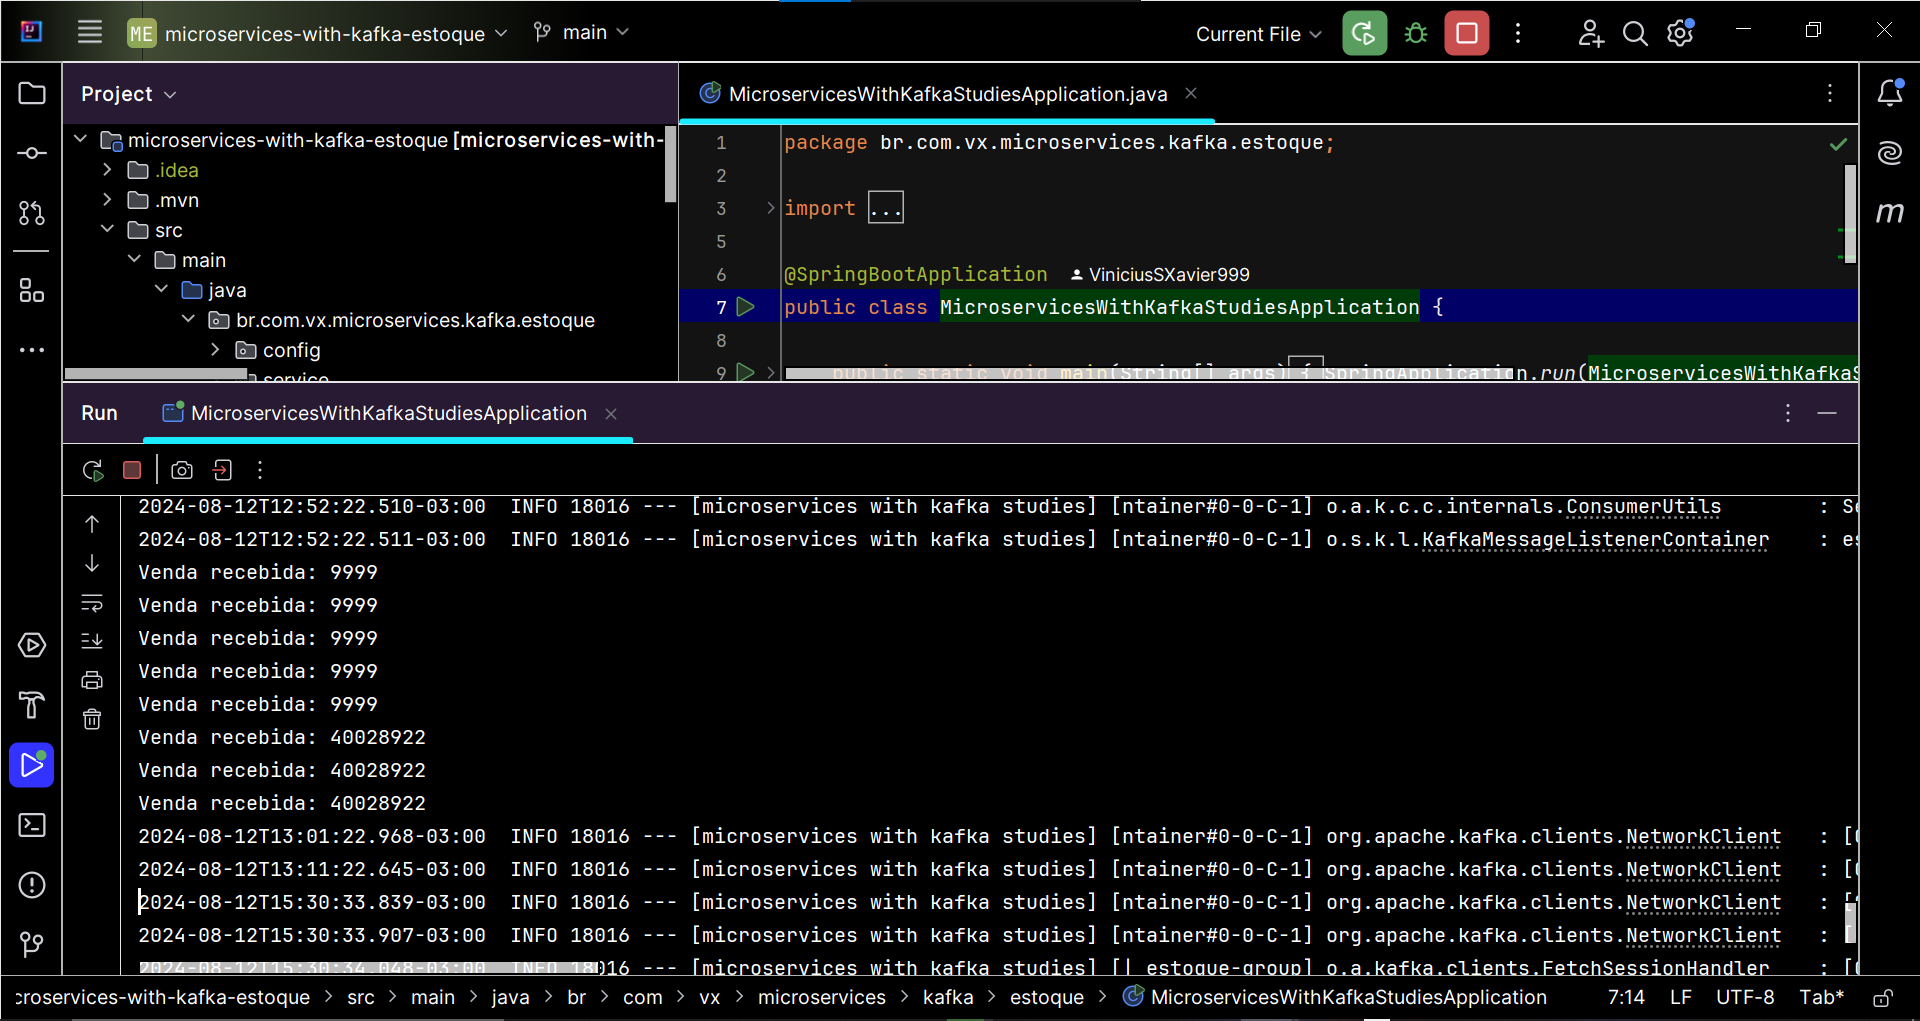 ME microservices-with-kafka-estoque main Current File
Project
MicroservicesWithKafkaStudiesApplication.java
microservices-with-kafka-estoque [microservices-with-
.idea
.mvn
src
main
java
br.com.vx.microservices.kafka.estoque
config
service
1 package br.com.vx.microservices.kafka.estoque;
2
3 import ...
5
6 @SpringBootApplication ViniciusSXavier999
7 public class MicroservicesWithKafkaStudiesApplication {
8
9 public static void main(String[] args) { SpringApplication.run(MicroservicesWithKafkaS
Run MicroservicesWithKafkaStudiesApplication
2024-08-12T12:52:22.510-03:00 INFO 18016 --- [microservices with kafka studies] [ntainer#0-0-C-1] o.a.k.c.c.internals.ConsumerUtils : Se
2024-08-12T12:52:22.511-03:00 INFO 18016 --- [microservices with kafka studies] [ntainer#0-0-C-1] o.s.k.l.KafkaMessageListenerContainer : es
Venda recebida: 9999
Venda recebida: 9999
Venda recebida: 9999
Venda recebida: 9999
Venda recebida: 9999
Venda recebida: 40028922
Venda recebida: 40028922
Venda recebida: 40028922
2024-08-12T13:01:22.968-03:00 INFO 18016 --- [microservices with kafka studies] [ntainer#0-0-C-1] org.apache.kafka.clients.NetworkClient : [
2024-08-12T13:11:22.645-03:00 INFO 18016 --- [microservices with kafka studies] [ntainer#0-0-C-1] org.apache.kafka.clients.NetworkClient : [
2024-08-12T15:30:33.839-03:00 INFO 18016 --- [microservices with kafka studies] [ntainer#0-0-C-1] org.apache.kafka.clients.NetworkClient : [
2024-08-12T15:30:33.907-03:00 INFO 18016 --- [microservices with kafka studies] [ntainer#0-0-C-1] org.apache.kafka.clients.NetworkClient : [
2024-08-12T15:30:34.048-03:00 INFO 18016 --- [microservices with kafka studies] [| estoque-group] o.a.kafka.clients.FetchSessionHandler : [
croservices-with-kafka-estoque > src > main > java > br > com > vx > microservices > kafka > estoque > MicroservicesWithKafkaStudiesApplication 7:14 LF UTF-8 Tab*